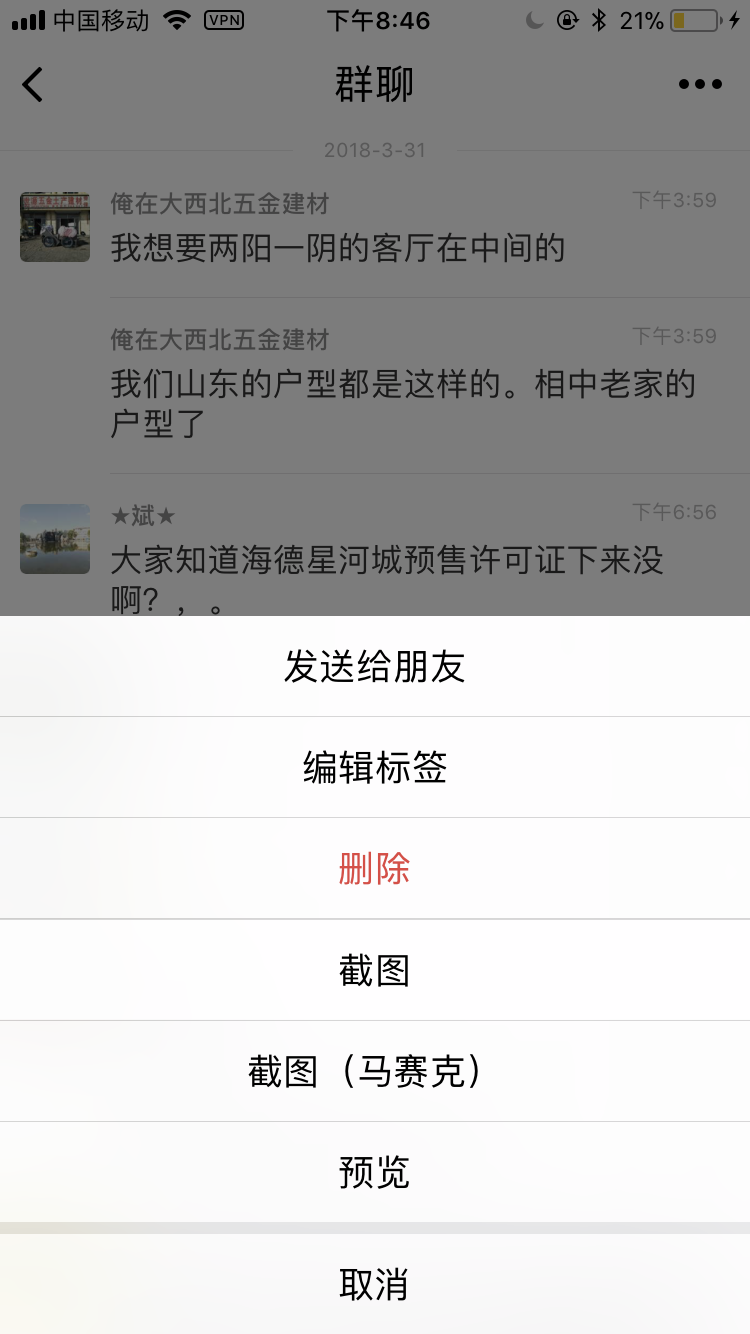 中国移动 VPN 下午8:46 21%
群聊
2018-3-31
俺在大西北五金建材 下午3:59
我想要两阳一阴的客厅在中间的
俺在大西北五金建材 下午3:59
我们山东的户型都是这样的。相中老家的
户型了
★斌★ 下午6:56
大家知道海德星河城预售许可证下来没
啊？，。
发送给朋友
编辑标签
删除
截图
截图（马赛克）
预览
取消